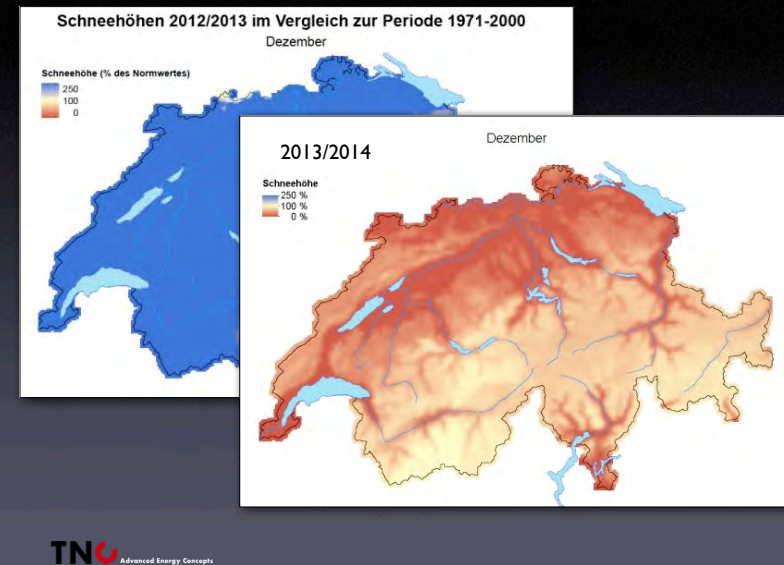 Schneehöhen 2012/2013 im Vergleich zur Periode 1971-2000
Dezember
Schneehöhe (% des Normwertes)
250
100
0
Dezember
2013/2014
Schneehöhe
250 %
100 %
0 %
TNC Advanced Energy Concepts